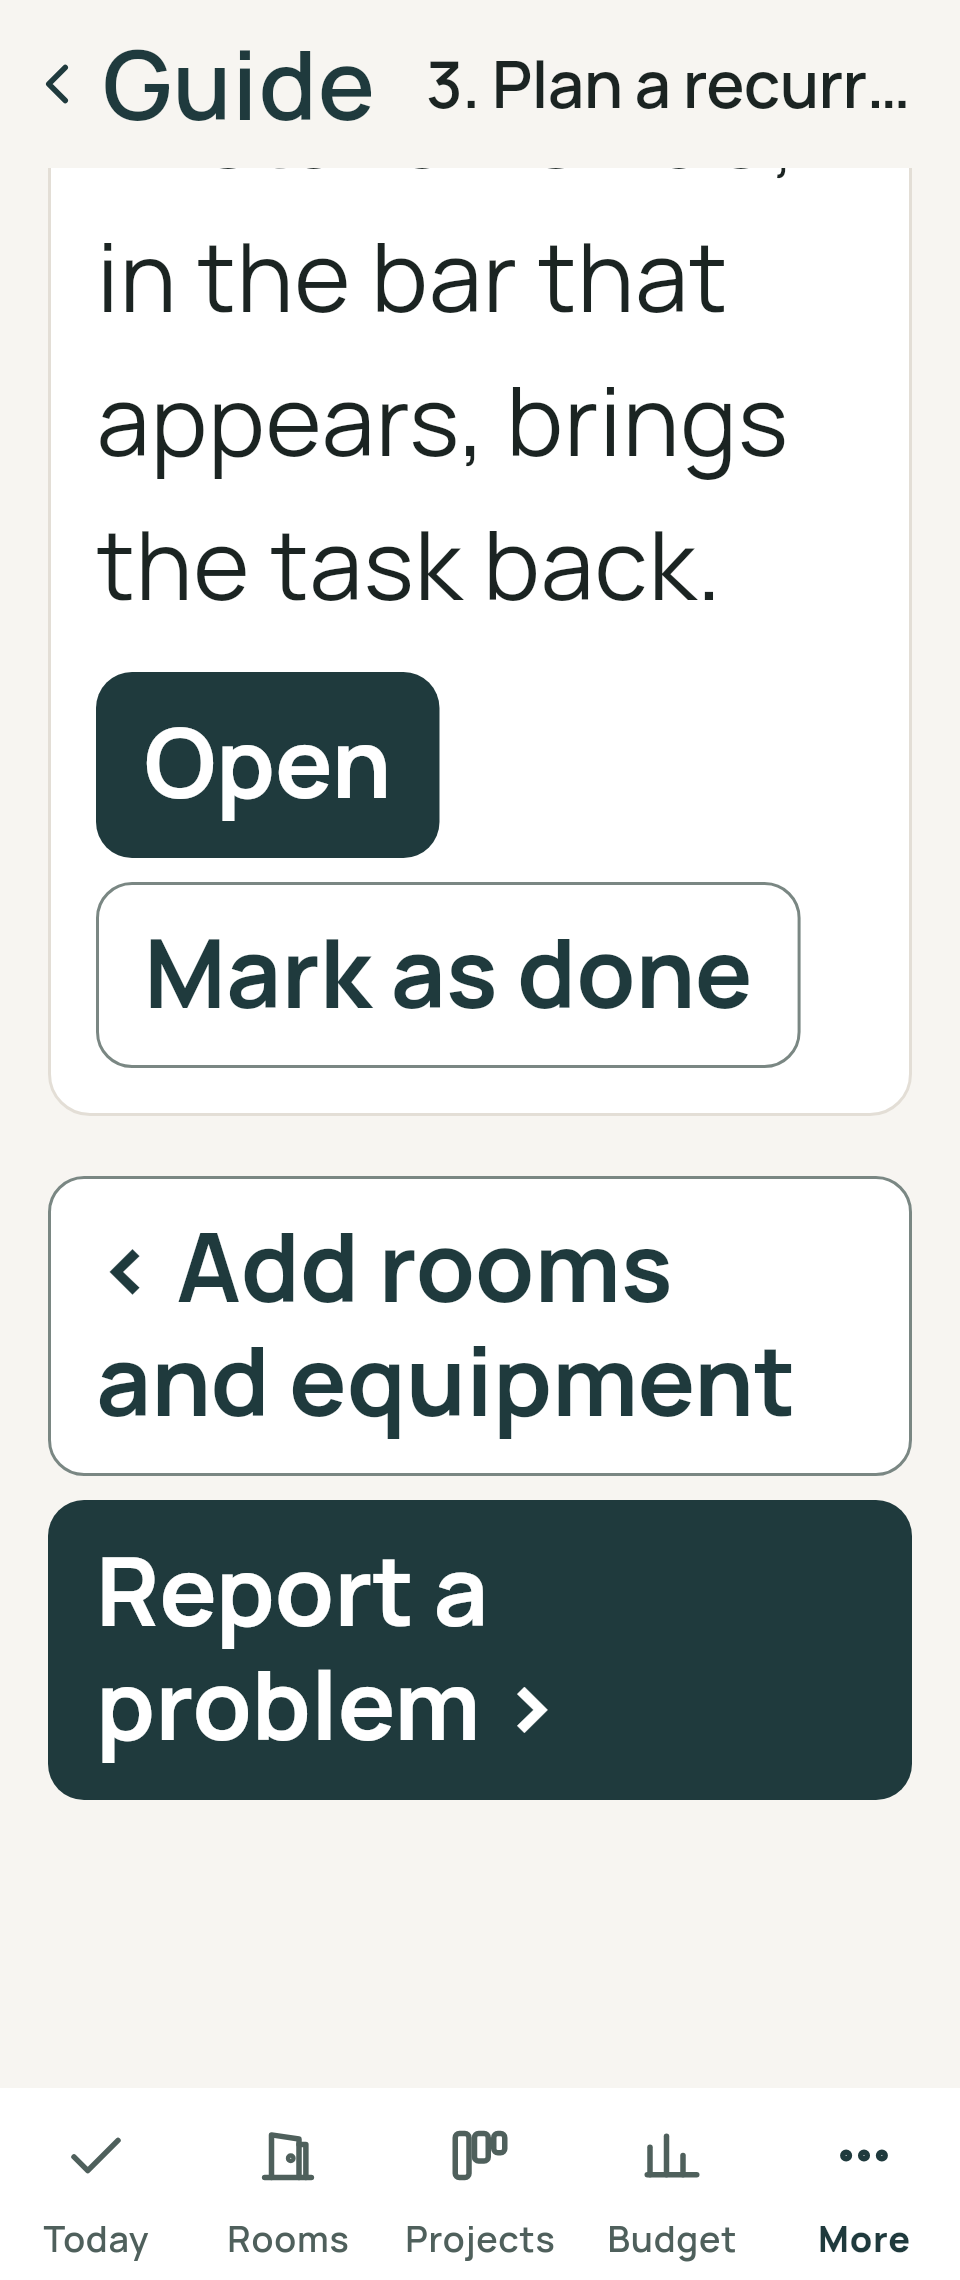 Guide 3. Plan a recurr...
in the bar that
appears, brings
the task back.
Open
Mark as done
Add rooms
and equipment
Report a
problem
Today Rooms Projects Budget More